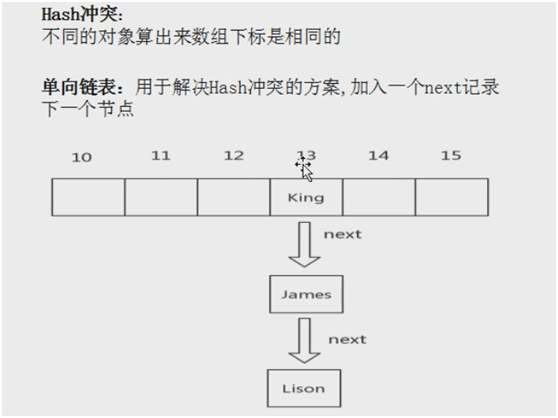 Hash冲突:
不同的对象算出来数组下标是相同的
单向链表：用于解决Hash冲突的方案,加入一个next记录
下一个节点
10 11 12 13 14 15
King
next
James
next
Lison